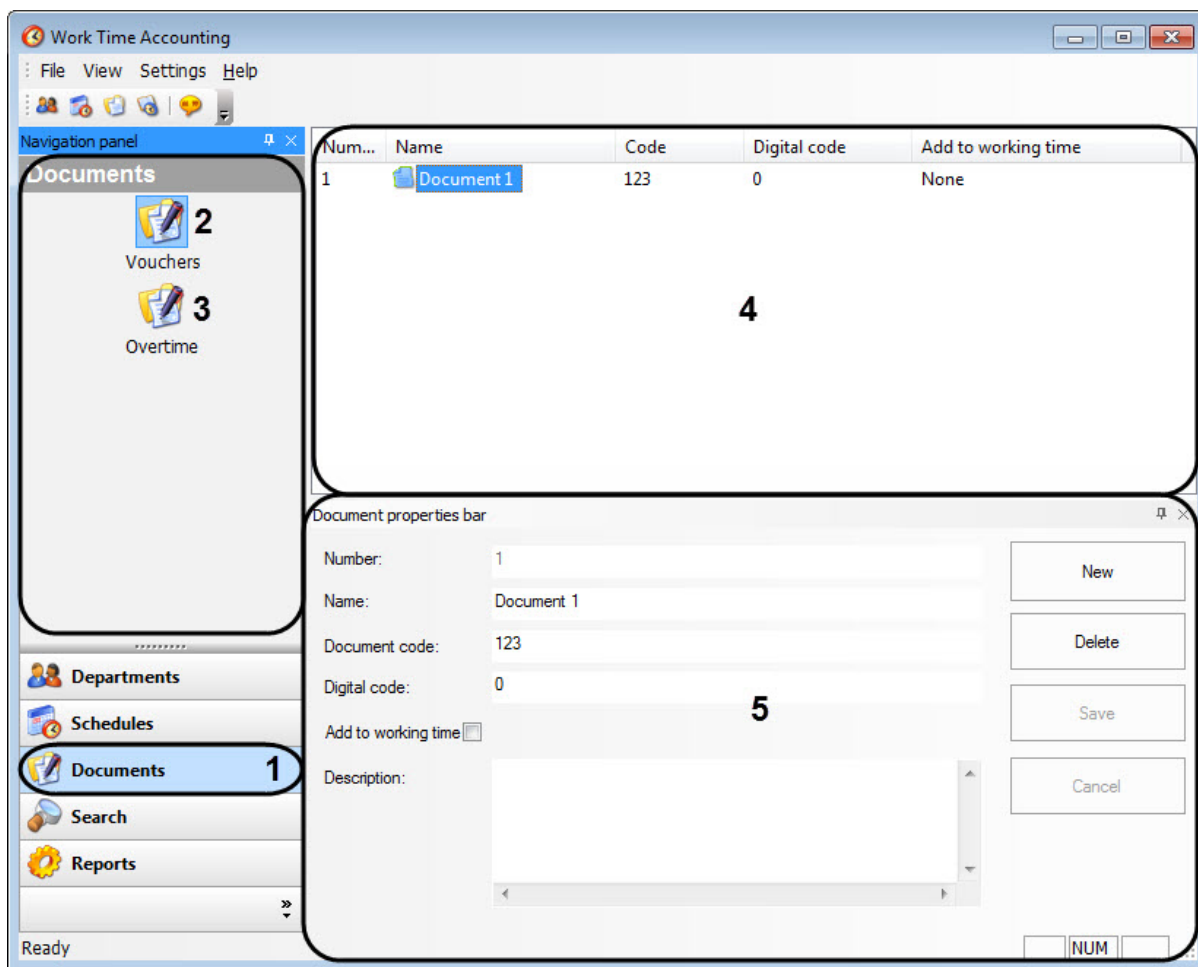 Work Time Accounting
File View Settings Help
Navigation panel
Documents
2
Vouchers
3
Overtime
Departments
Schedules
Documents 1
Search
Reports
Num... Name Code Digital code Add to working time
1 Document 1 123 0 None
4
Document properties bar
Number: 1
Name: Document 1
Document code: 123
Digital code: 0
5
Add to working time
Description:
New
Delete
Save
Cancel
Ready NUM